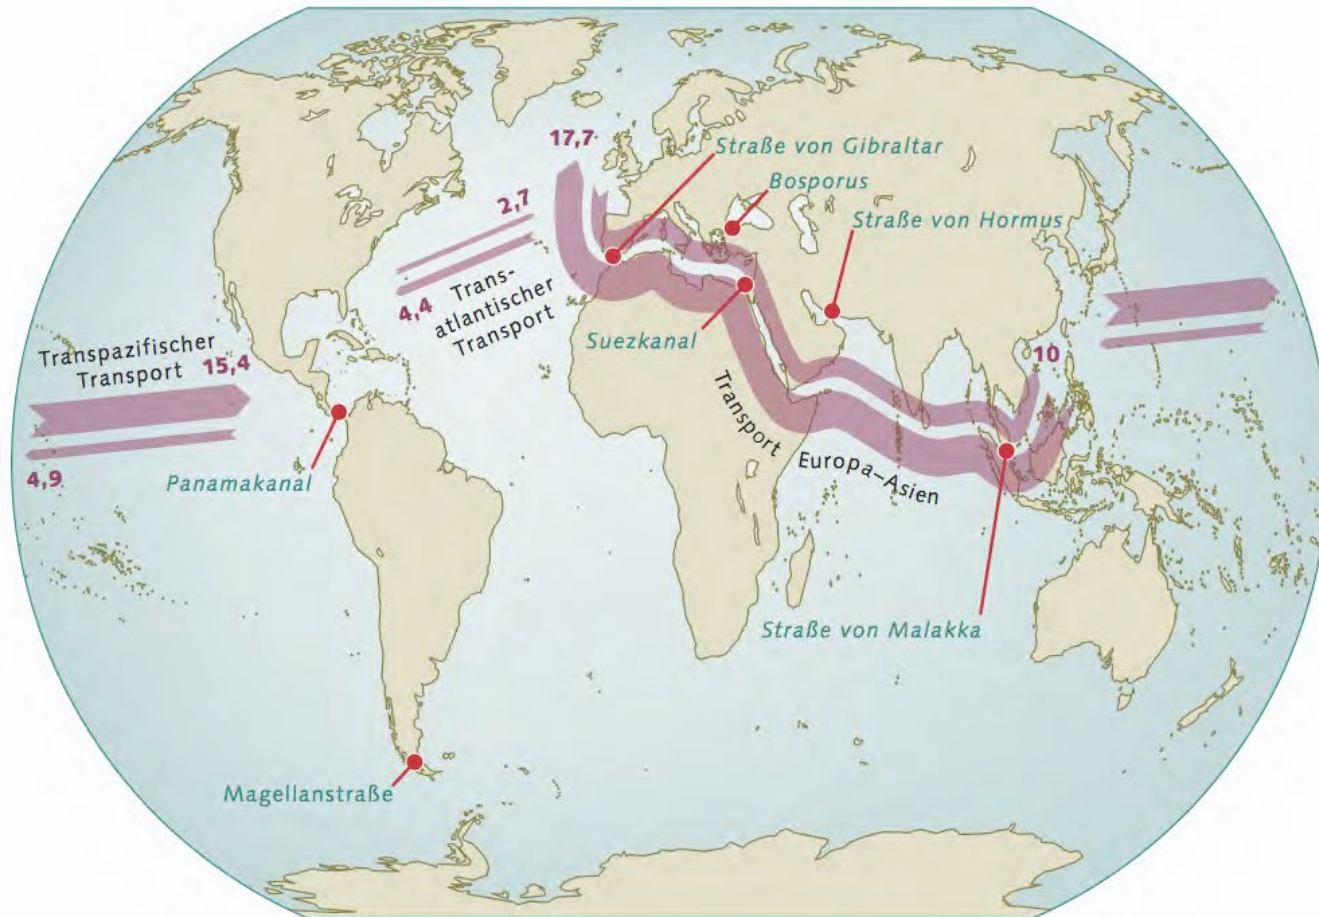 17,7
Straße von Gibraltar
Bosporus
2,7
Straße von Hormus
4,4
Trans-
atlantischer
Transport
Suezkanal
Transpazifischer
Transport
15,4
10
Transport Europa–Asien
4,9
Panamakanal
Straße von Malakka
Magellanstraße